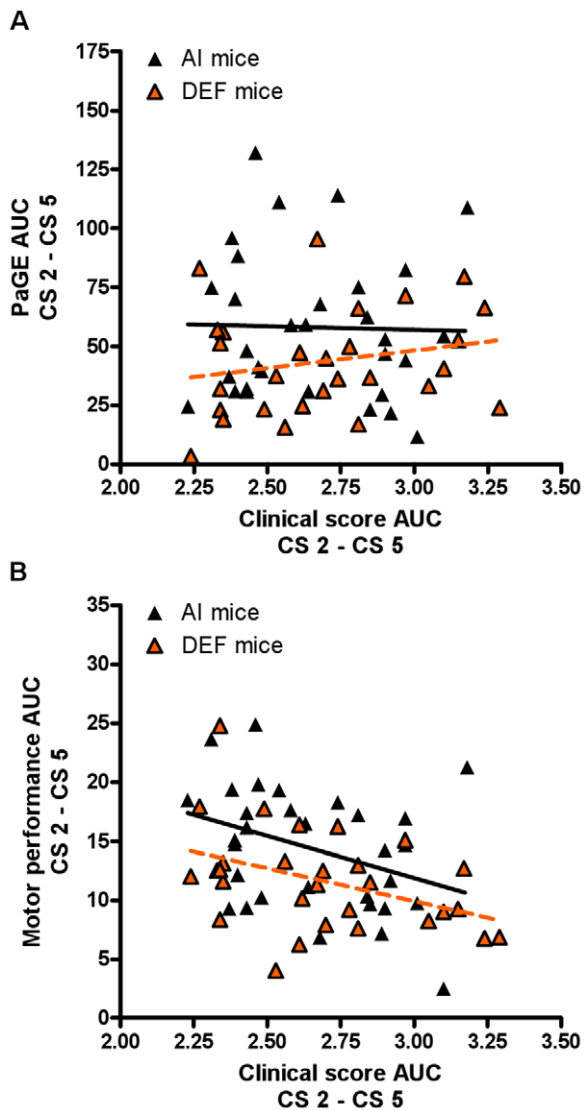 A
175
150
125
100
75
50
25
0
PaGE AUC
CS 2 - CS 5
AI mice
DEF mice
2.00 2.25 2.50 2.75 3.00 3.25 3.50
Clinical score AUC
CS 2 - CS 5
B
35
30
25
20
15
10
5
0
Motor performance AUC
CS 2 - CS 5
AI mice
DEF mice
2.00 2.25 2.50 2.75 3.00 3.25 3.50
Clinical score AUC
CS 2 - CS 5